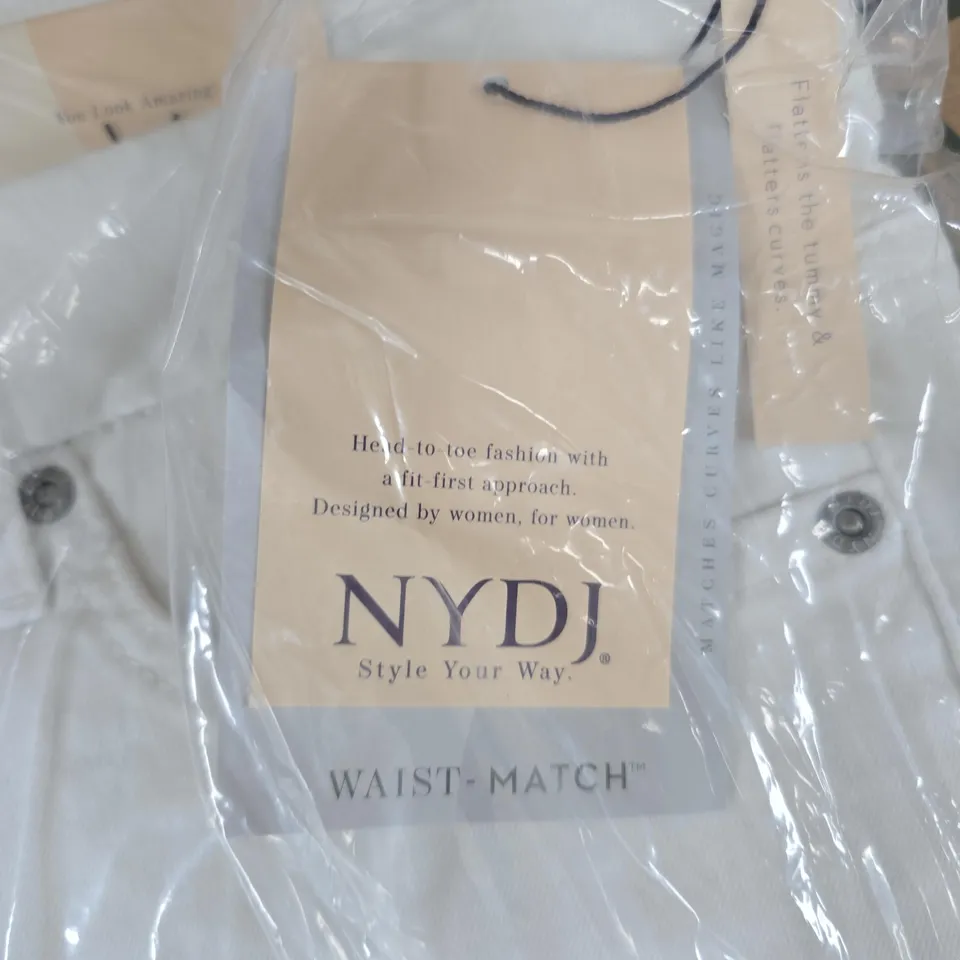 You Look Amazing
Head-to-toe fashion with
a fit-first approach.
Designed by women, for women.
NYDJ®
Style Your Way.
WAIST-MATCH™
MATCHES CURVES LIKE MAGIC
Flattens the tummy &
flatters curves.